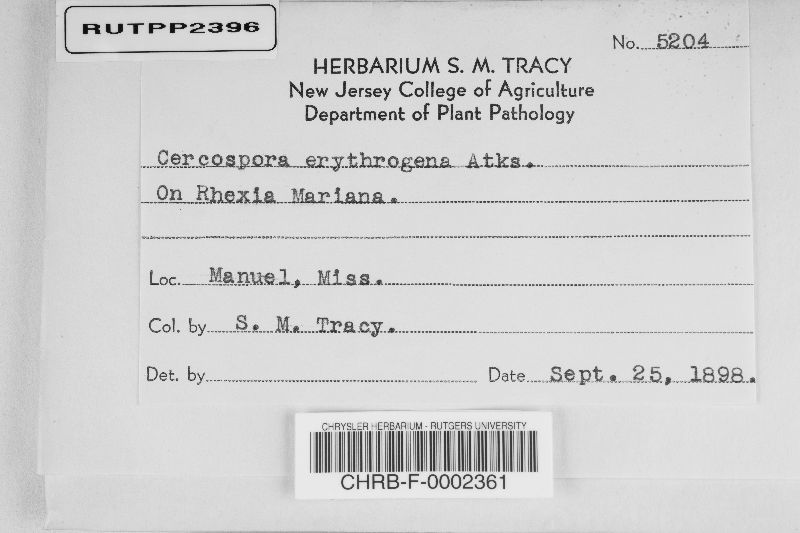 RUTPP2396
No. 5204
HERBARIUM S. M. TRACY
New Jersey College of Agriculture
Department of Plant Pathology
Cercospora erythrogena Atks.
On Rhexia Mariana.
Loc. Manuel, Miss.
Col. by S. M. Tracy.
Det. by
Date Sept. 25, 1898.
CHRYSLER HERBARIUM - RUTGERS UNIVERSITY
CHRB-F-0002361